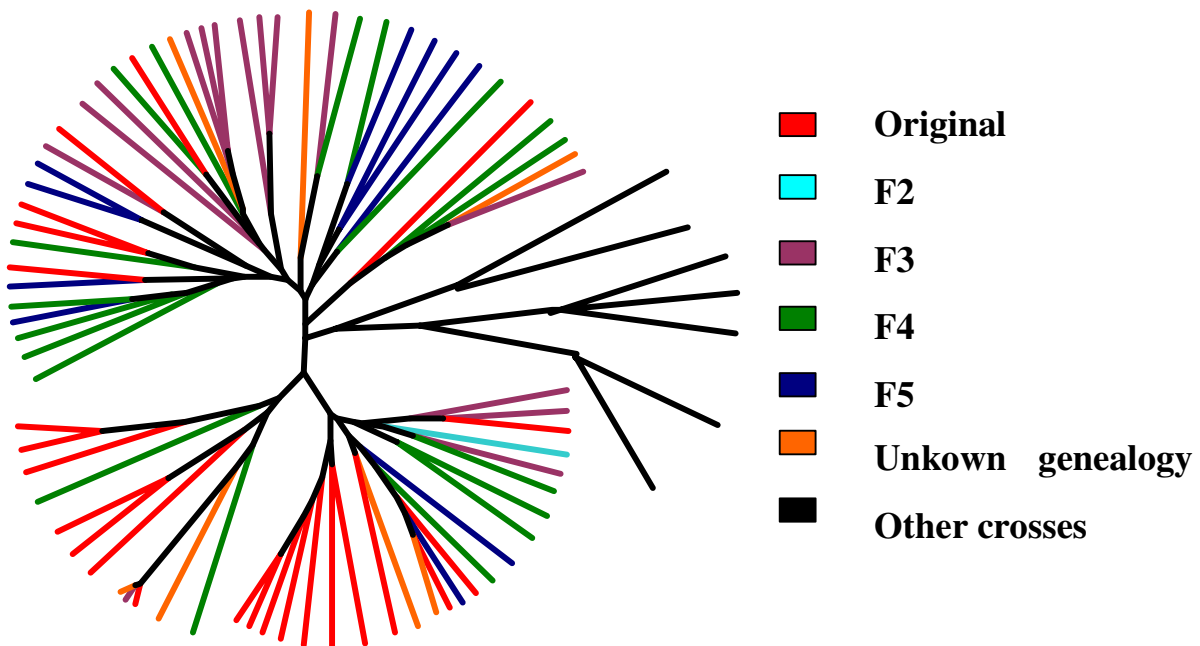 Original
F2
F3
F4
F5
Unkown genealogy
Other crosses